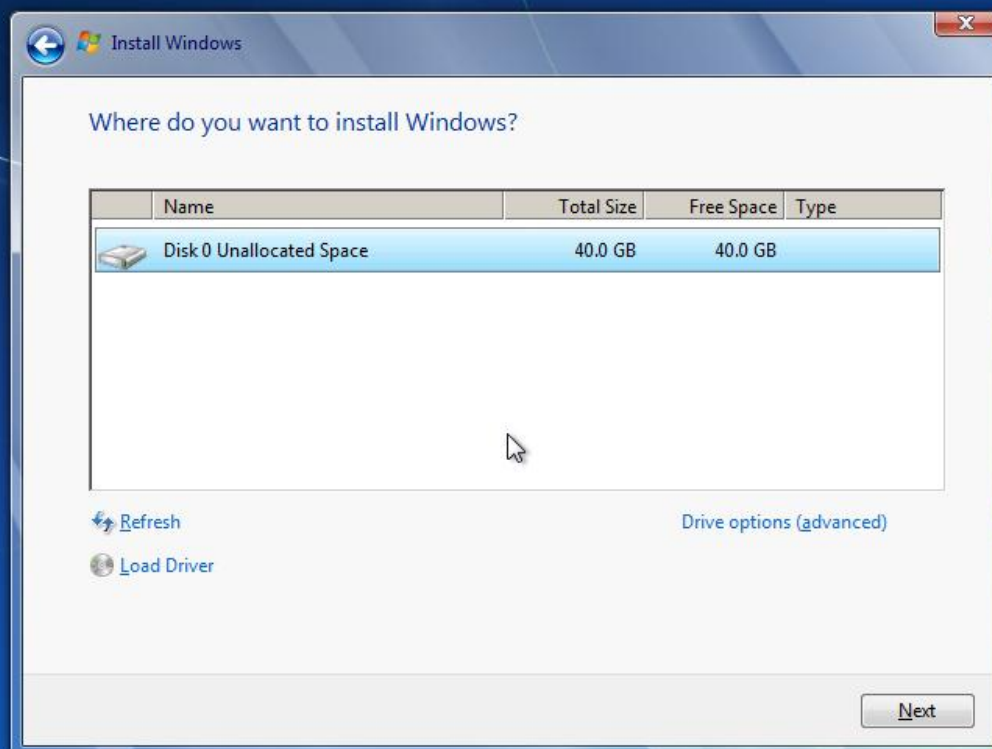 Install Windows
Where do you want to install Windows?
Name Total Size Free Space Type
Disk 0 Unallocated Space 40.0 GB 40.0 GB
Refresh Drive options (advanced)
Load Driver
Next